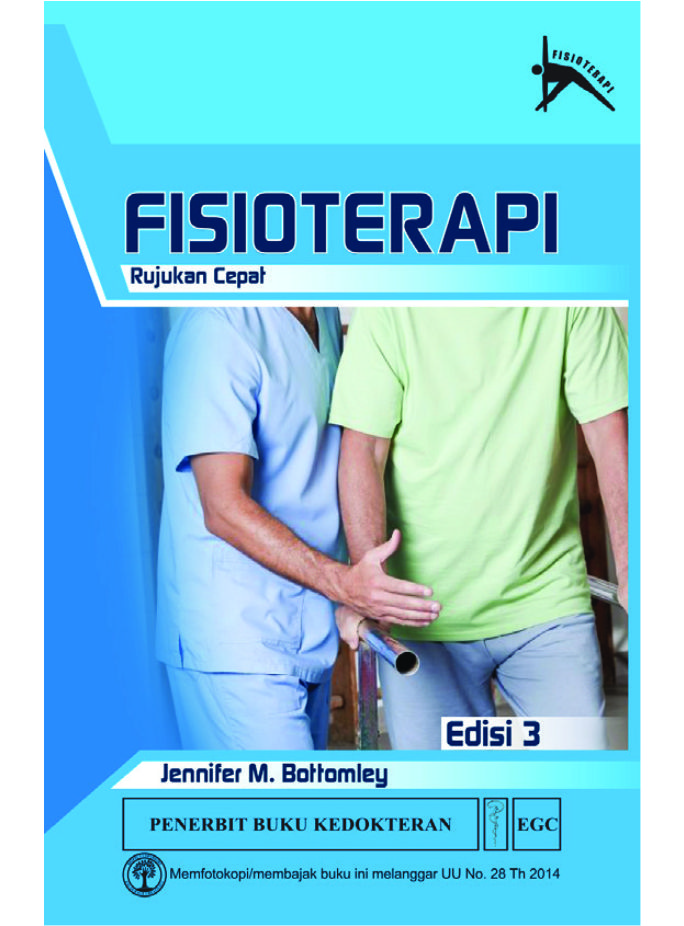 FISIOTERAPI
FISIOTERAPI
Rujukan Cepat
Edisi 3
Jennifer M. Bottomley
PENERBIT BUKU KEDOKTERAN EGC
Memfotokopi/membajak buku ini melanggar UU No. 28 Th 2014